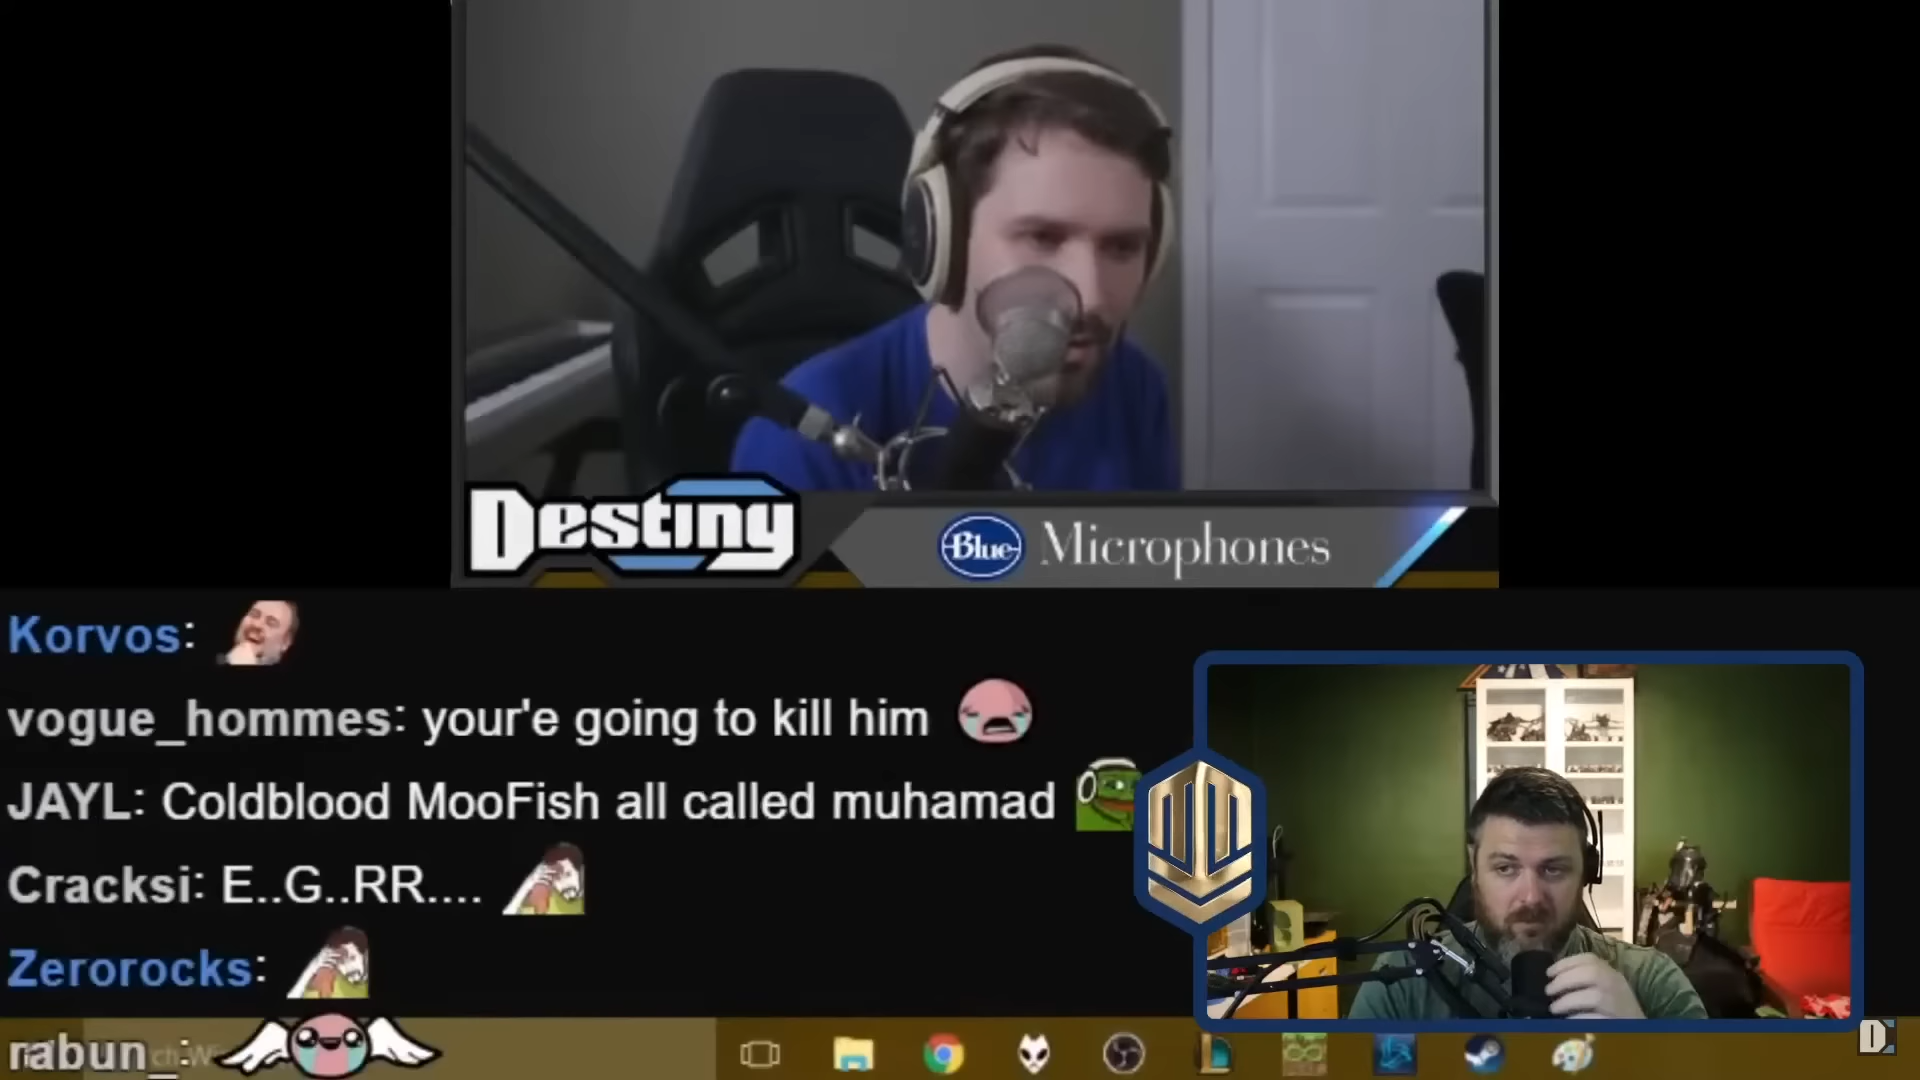 Destiny
Blue Microphones
Korvos:
vogue_hommes: your'e going to kill him
JAYL: Coldblood MooFish all called muhamad
Cracksi: E..G..RR....
Zerorocks:
rabun_:
D: